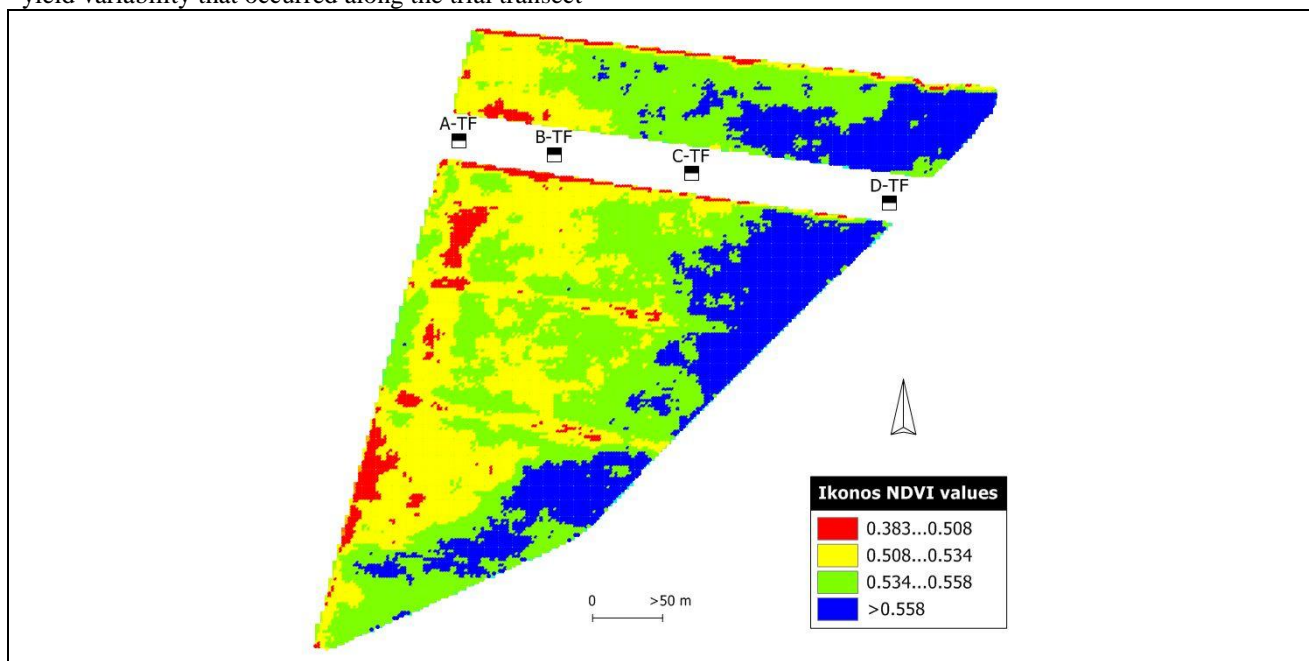 yield variability that occurred along the trial transect
A-TF
B-TF
C-TF
D-TF
Ikonos NDVI values
0.383...0.508
0.508...0.534
0.534...0.558
>0.558
0 >50 m